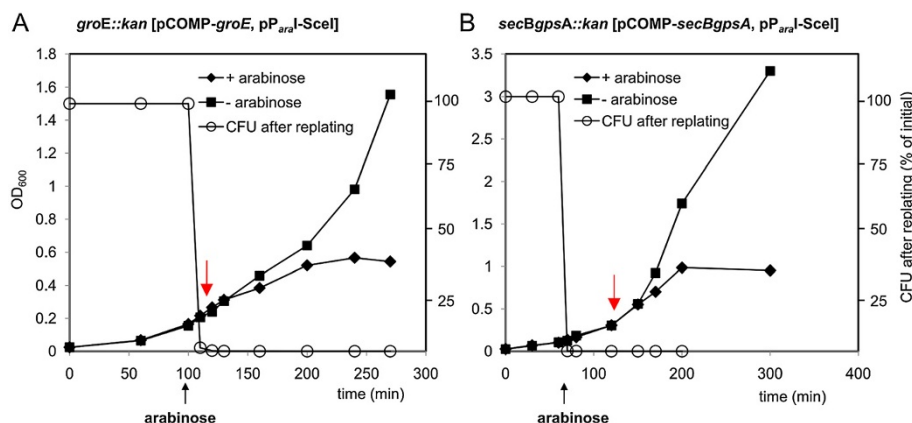 A groE::kan [pCOMP-groE, pParaI-SceI]
+ arabinose
- arabinose
CFU after replating
OD600
1.8
1.6
1.4
1.2
1
0.8
0.6
0.4
0.2
0
100
75
50
25
0 50 100 150 200 250 300
time (min)
arabinose
B secBgpsA::kan [pCOMP-secBgpsA, pParaI-SceI]
+ arabinose
- arabinose
CFU after replating
3.5
3
2.5
2
1.5
1
0.5
0
100
75
50
25
CFU after replating (% of initial)
0 100 200 300 400
time (min)
arabinose